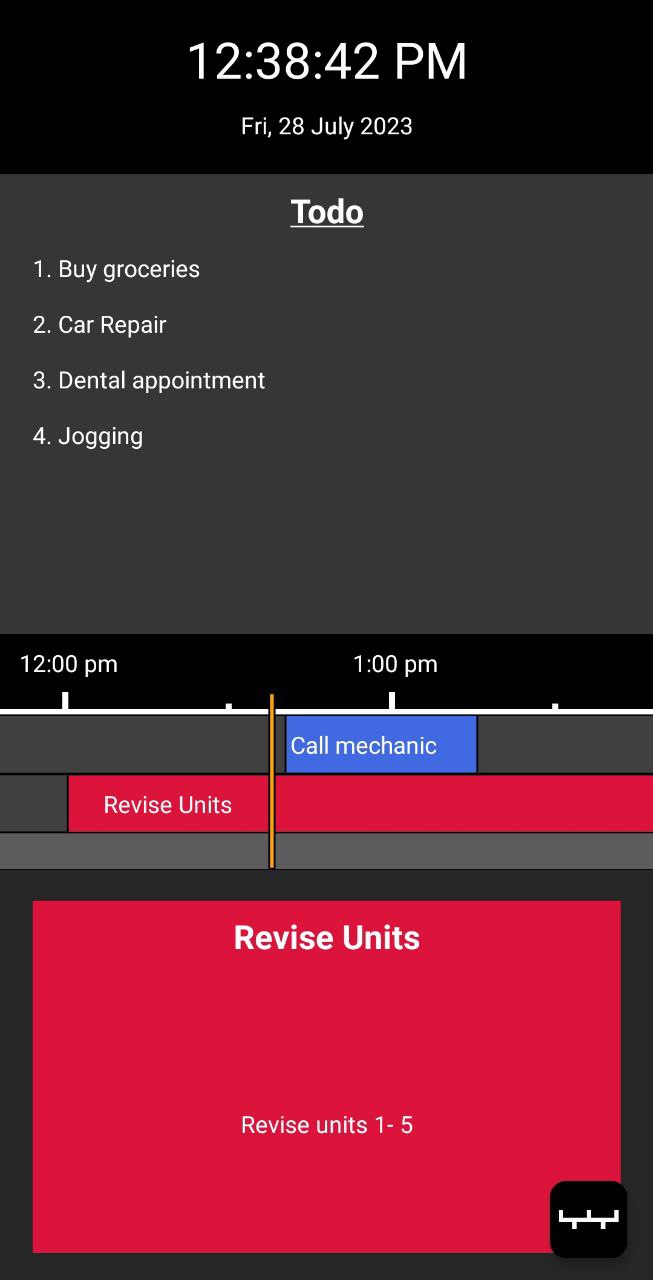 12:38:42 PM
Fri, 28 July 2023
Todo
1. Buy groceries
2. Car Repair
3. Dental appointment
4. Jogging
12:00 pm 1:00 pm
Call mechanic
Revise Units
Revise Units
Revise units 1- 5